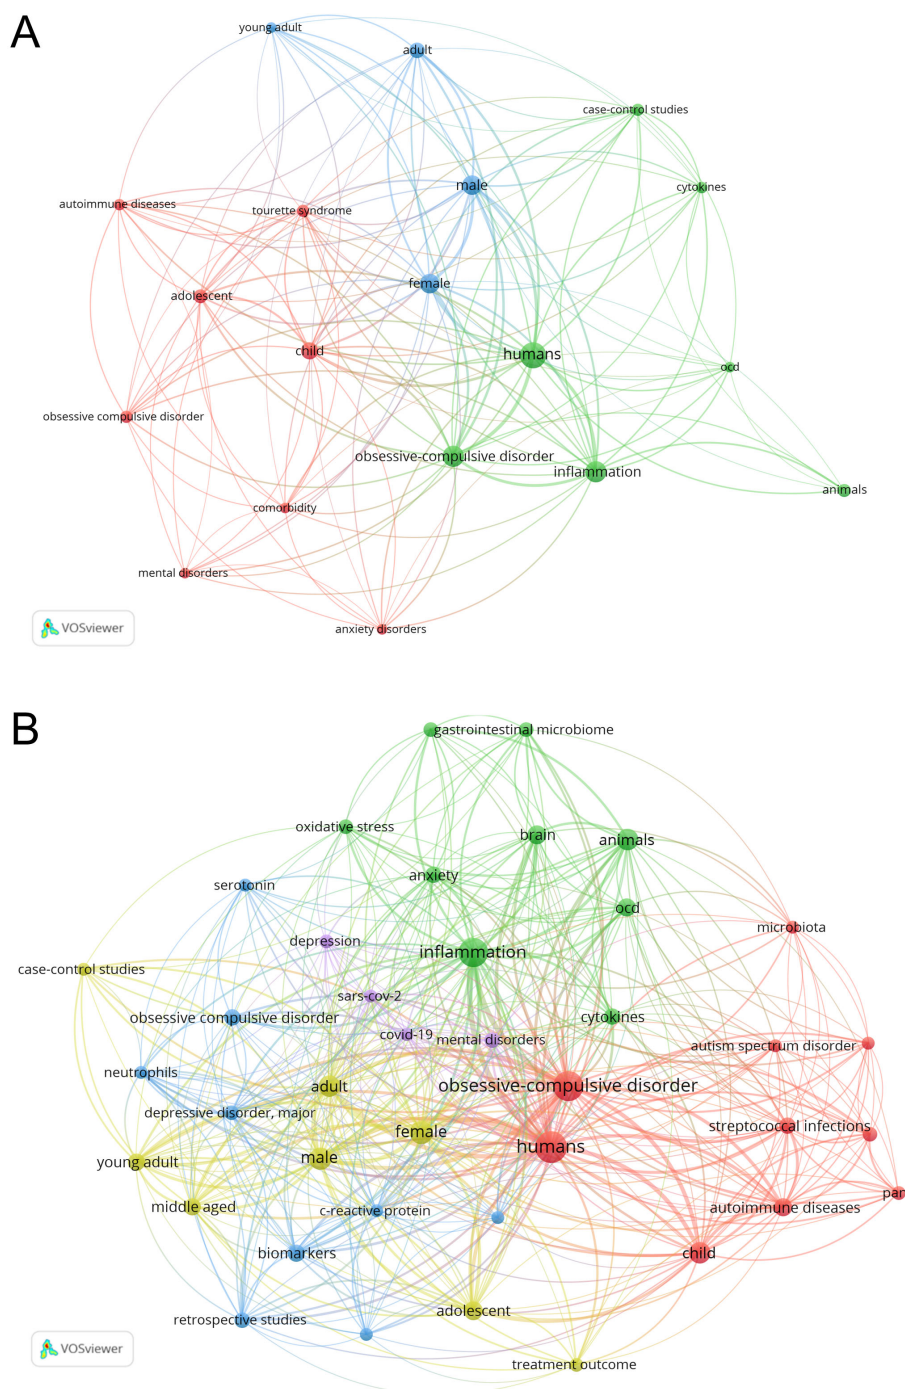 A
young adult
adult
case-control studies
male
cytokines
autoimmune diseases
tourette syndrome
female
adolescent
child
humans
ocd
obsessive compulsive disorder
obsessive-compulsive disorder
inflammation
animals
comorbidity
mental disorders
VOSviewer
anxiety disorders
B
gastrointestinal microbiome
oxidative stress
brain
animals
anxiety
serotonin
ocd
microbiota
depression
inflammation
case-control studies
sars-cov-2
obsessive compulsive disorder
cytokines
covid-19
mental disorders
autism spectrum disorder
neutrophils
adult
obsessive-compulsive disorder
depressive disorder, major
streptococcal infections
female
humans
male
young adult
pan
middle aged
c-reactive protein
autoimmune diseases
biomarkers
child
adolescent
retrospective studies
VOSviewer
treatment outcome